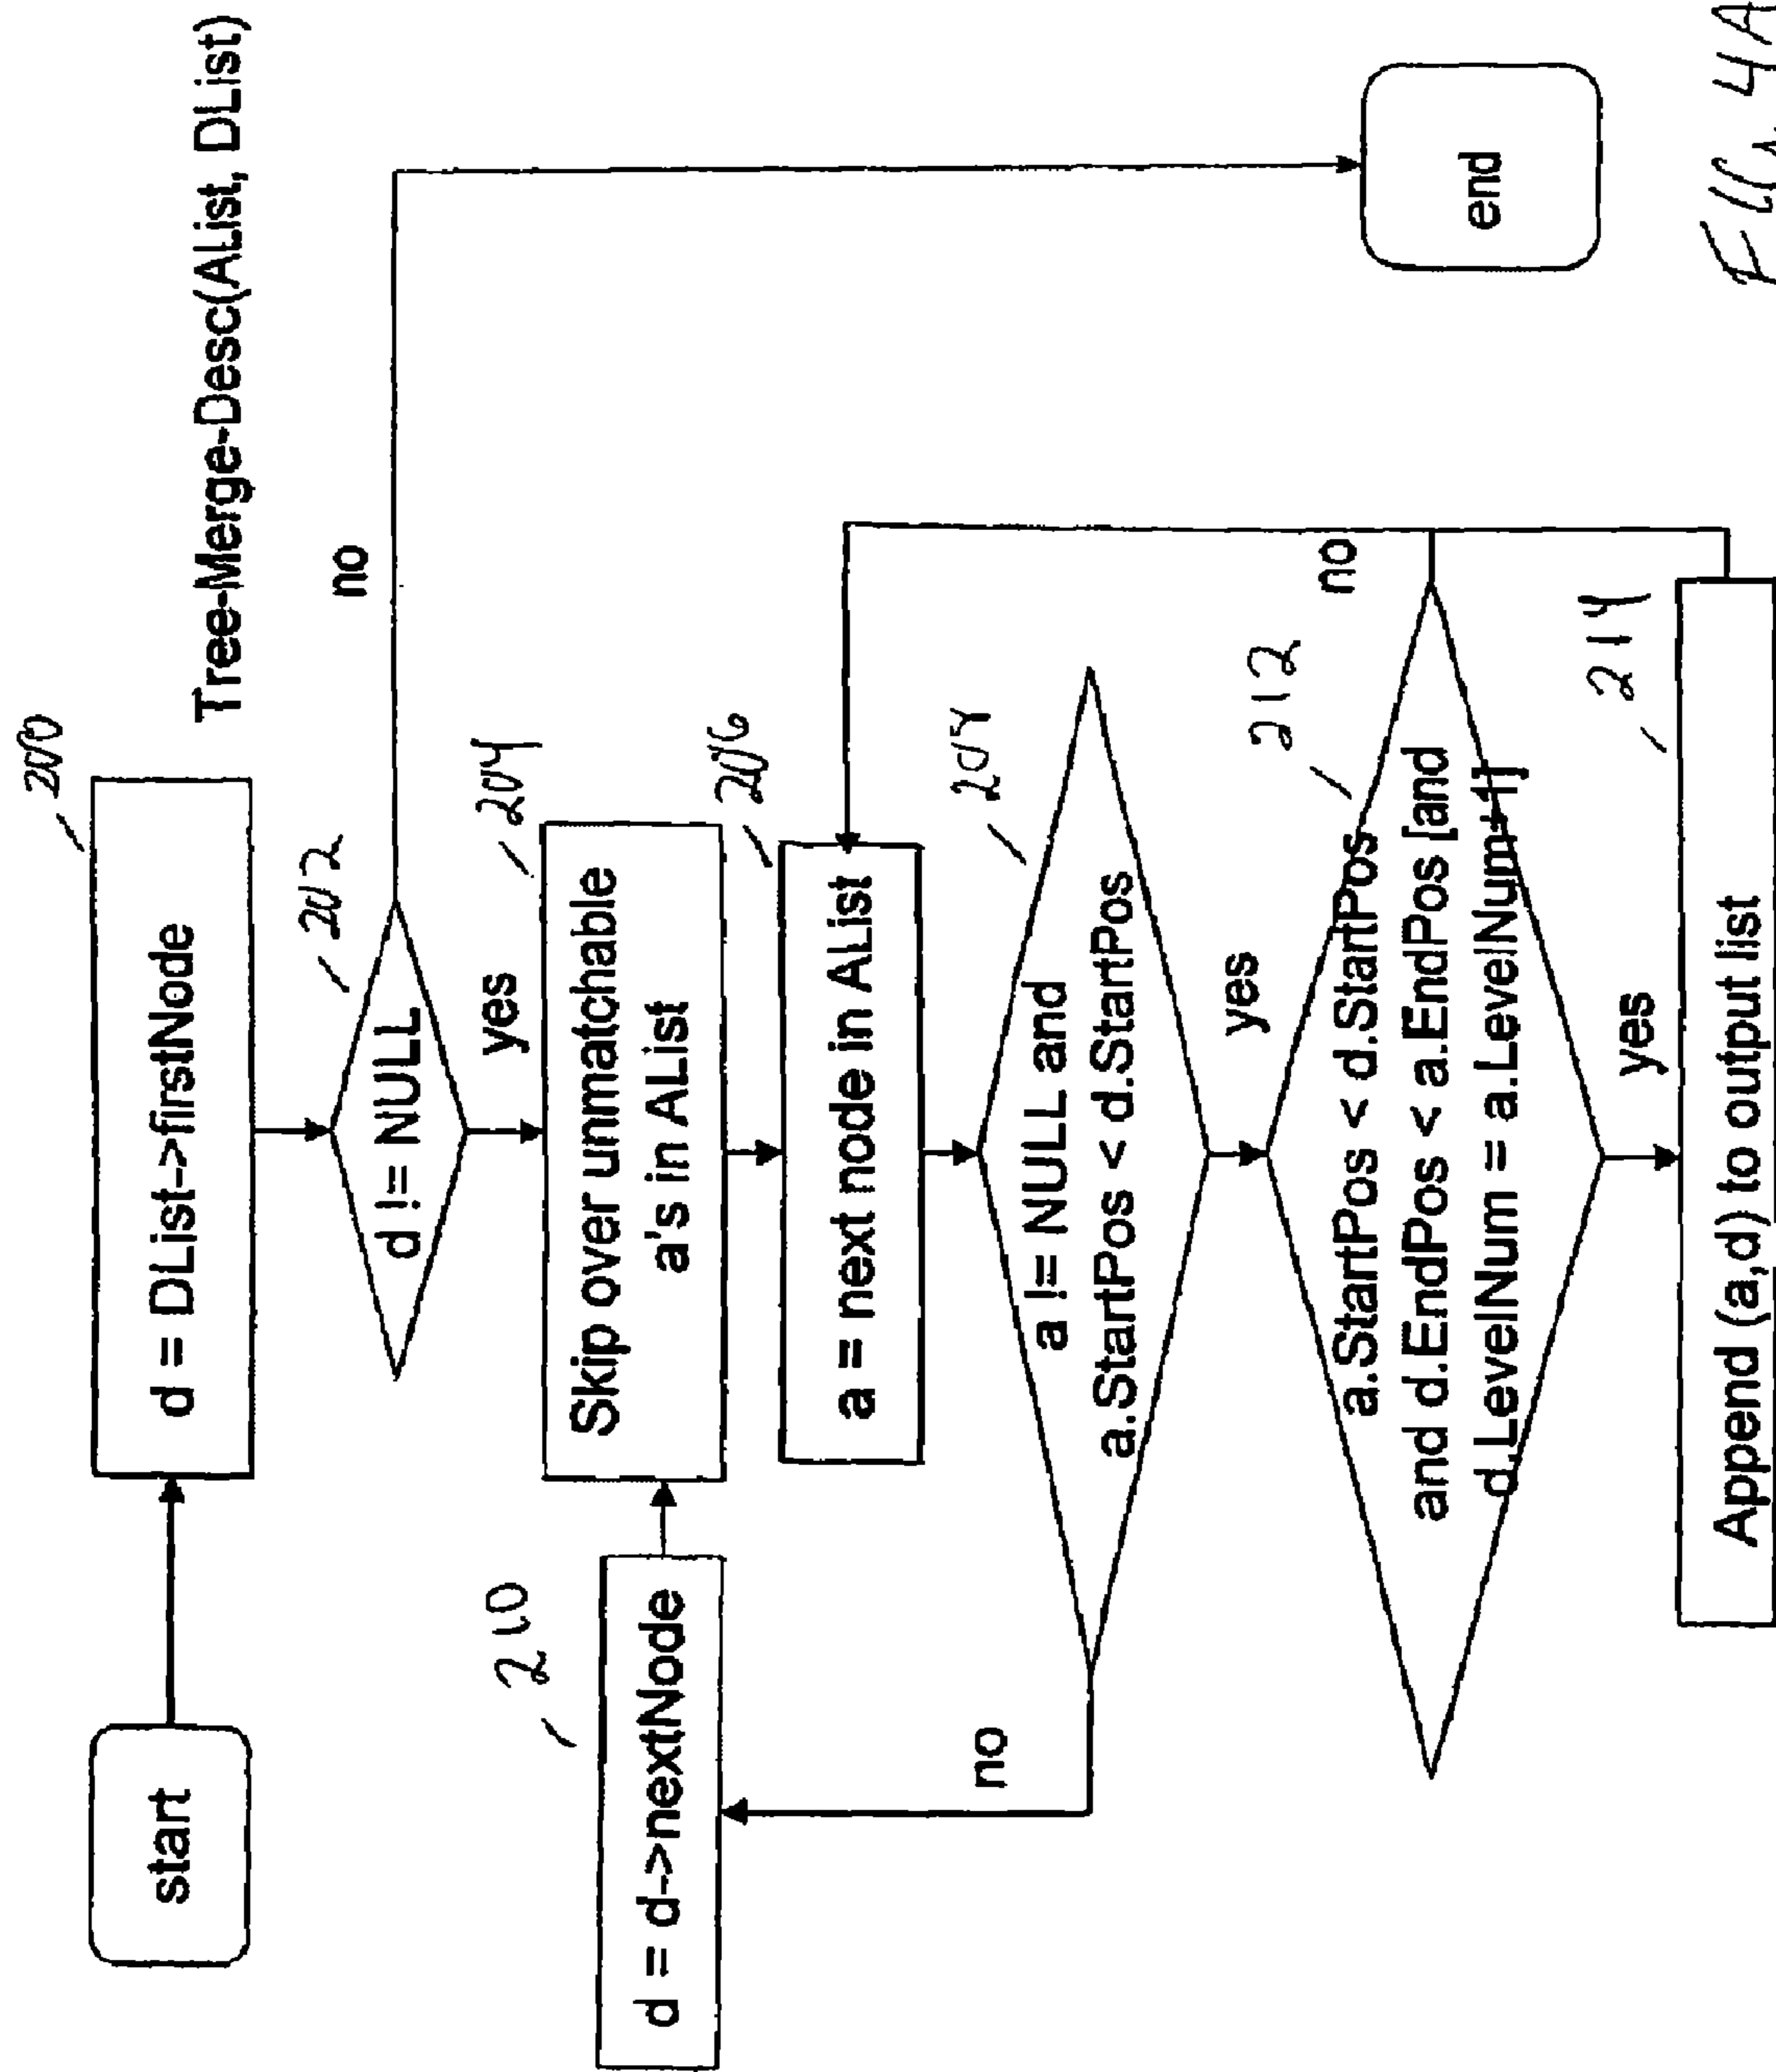 Tree-Merge-Desc(AList, DList)
start
200
d = DList->firstNode
2012
d != NULL
no
yes
204
Skip over unmatchable
a's in AList
210
d = d->nextNode
206
a = next node in AList
a != NULL and
a.StartPos < d.StartPos
no
yes
212
a.StartPos < d.StartPos
and d.EndPos < a.EndPos [and
d.LevelNum = a.LevelNum+1]
no
yes
214
Append (a,d) to output list
end
FIG. 4A